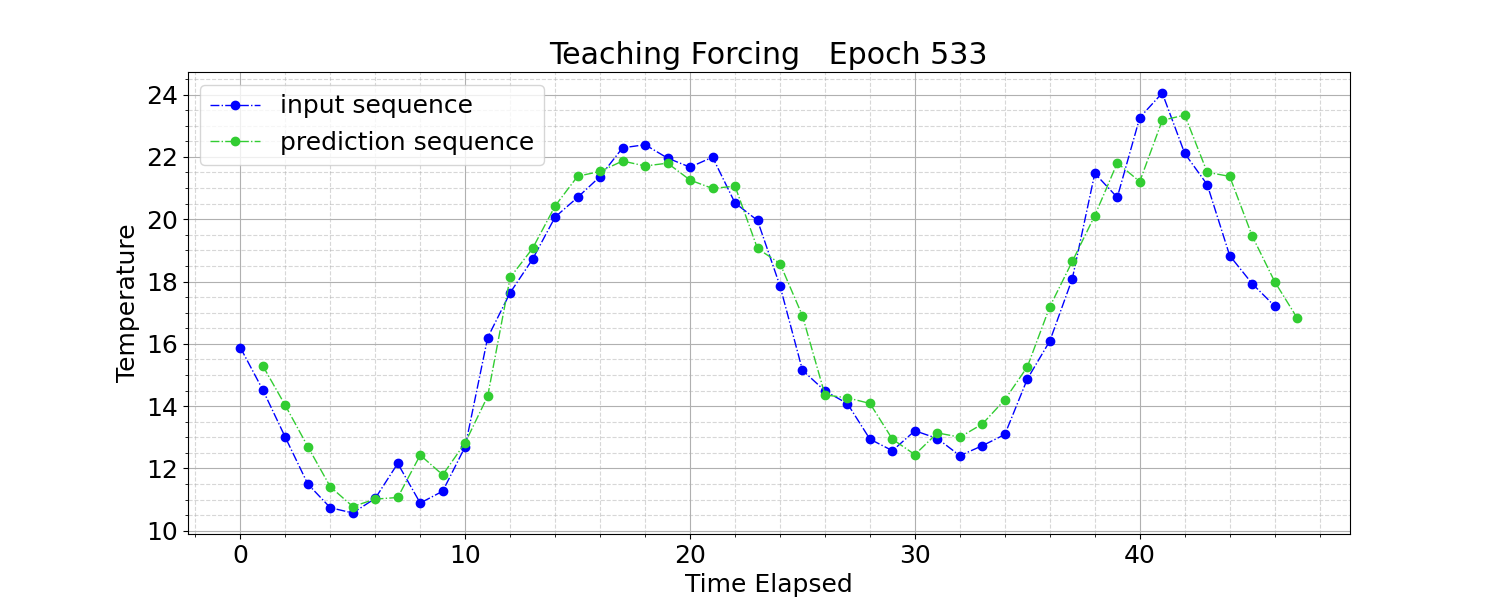 Teaching Forcing   Epoch 533
input sequence
prediction sequence
24
22
20
18
16
14
12
10
Temperature
0 10 20 30 40
Time Elapsed